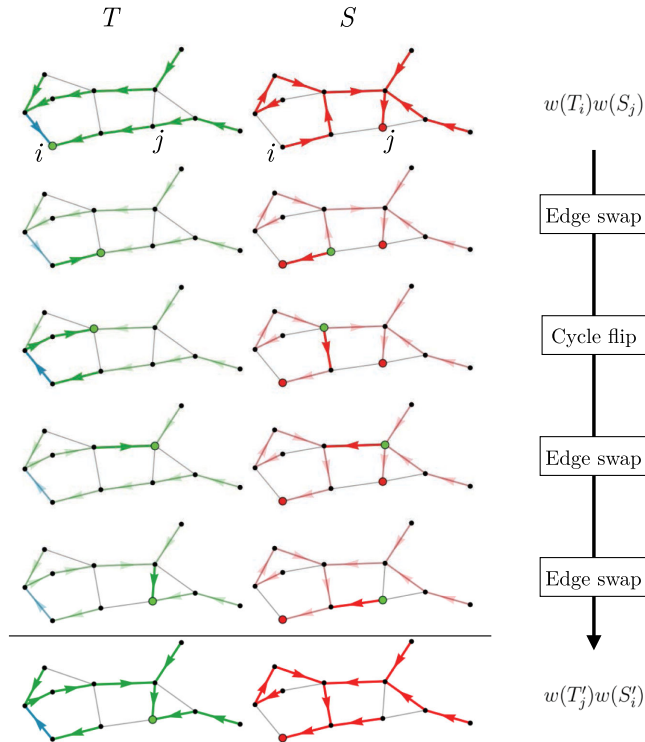 T S
w(T_i)w(S_j)
i j i j
Edge swap
Cycle flip
Edge swap
Edge swap
w(T'_j)w(S'_i)